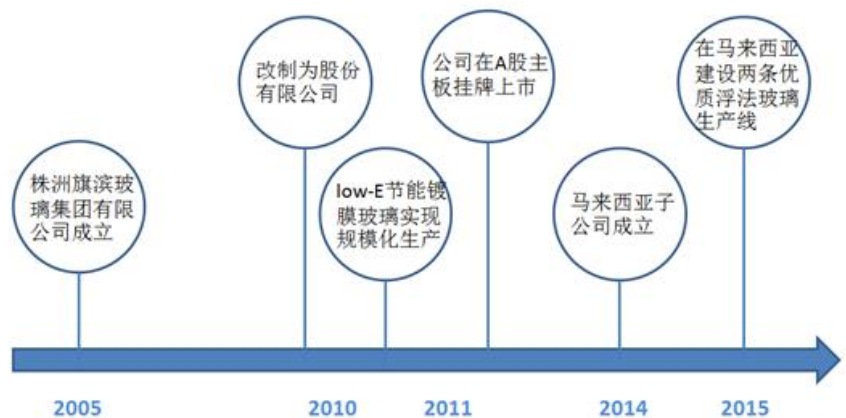 株洲旗滨玻
璃集团有限
公司成立
改制为股份
有限公司
low-E节能镀
膜玻璃实现
规模化生产
公司在A股主
板挂牌上市
马来西亚子
公司成立
在马来西亚
建设两条优
质浮法玻璃
生产线
2005
2010
2011
2014
2015